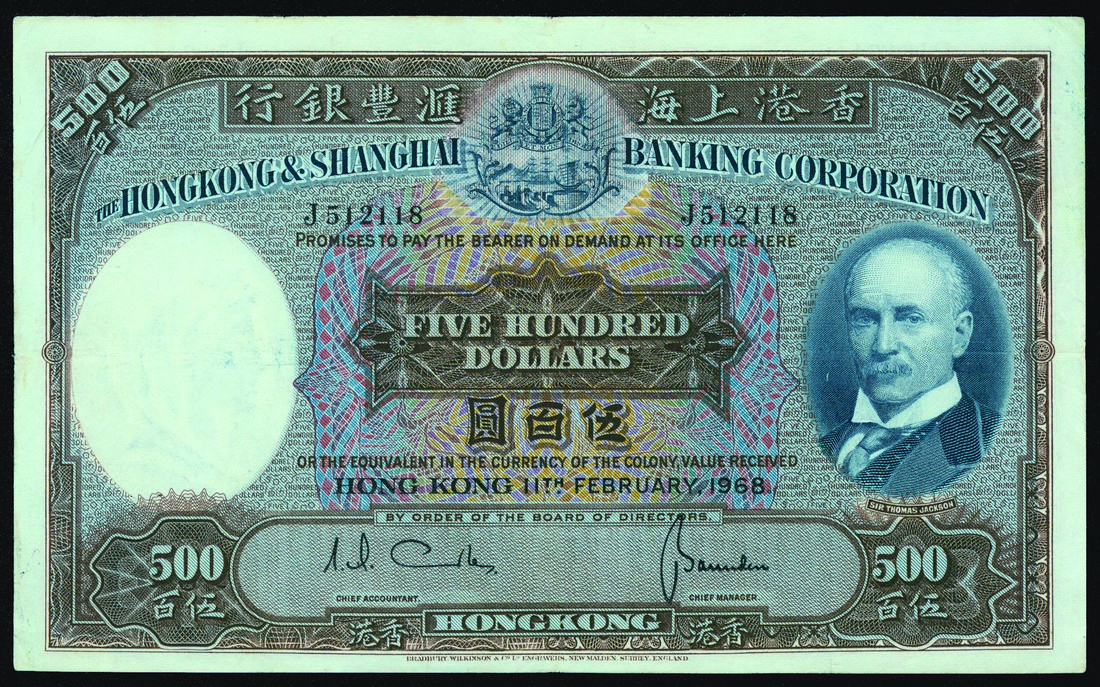 500
伍百
500
伍百
香港上海 滙豐銀行
THE HONGKONG & SHANGHAI BANKING CORPORATION
J512118 J512118
PROMISES TO PAY THE BEARER ON DEMAND AT ITS OFFICE HERE
FIVE HUNDRED
DOLLARS
伍百圓
OR THE EQUIVALENT IN THE CURRENCY OF THE COLONY, VALUE RECEIVED
HONG KONG 11TH FEBRUARY, 1968.
SIR THOMAS JACKSON
BY ORDER OF THE BOARD OF DIRECTORS.
500
伍百
500
伍百
CHIEF ACCOUNTANT. CHIEF MANAGER.
香港 HONGKONG 香港
BRADBURY, WILKINSON & Co. Ld. ENGRAVERS, NEW MALDEN, SURREY, ENGLAND.